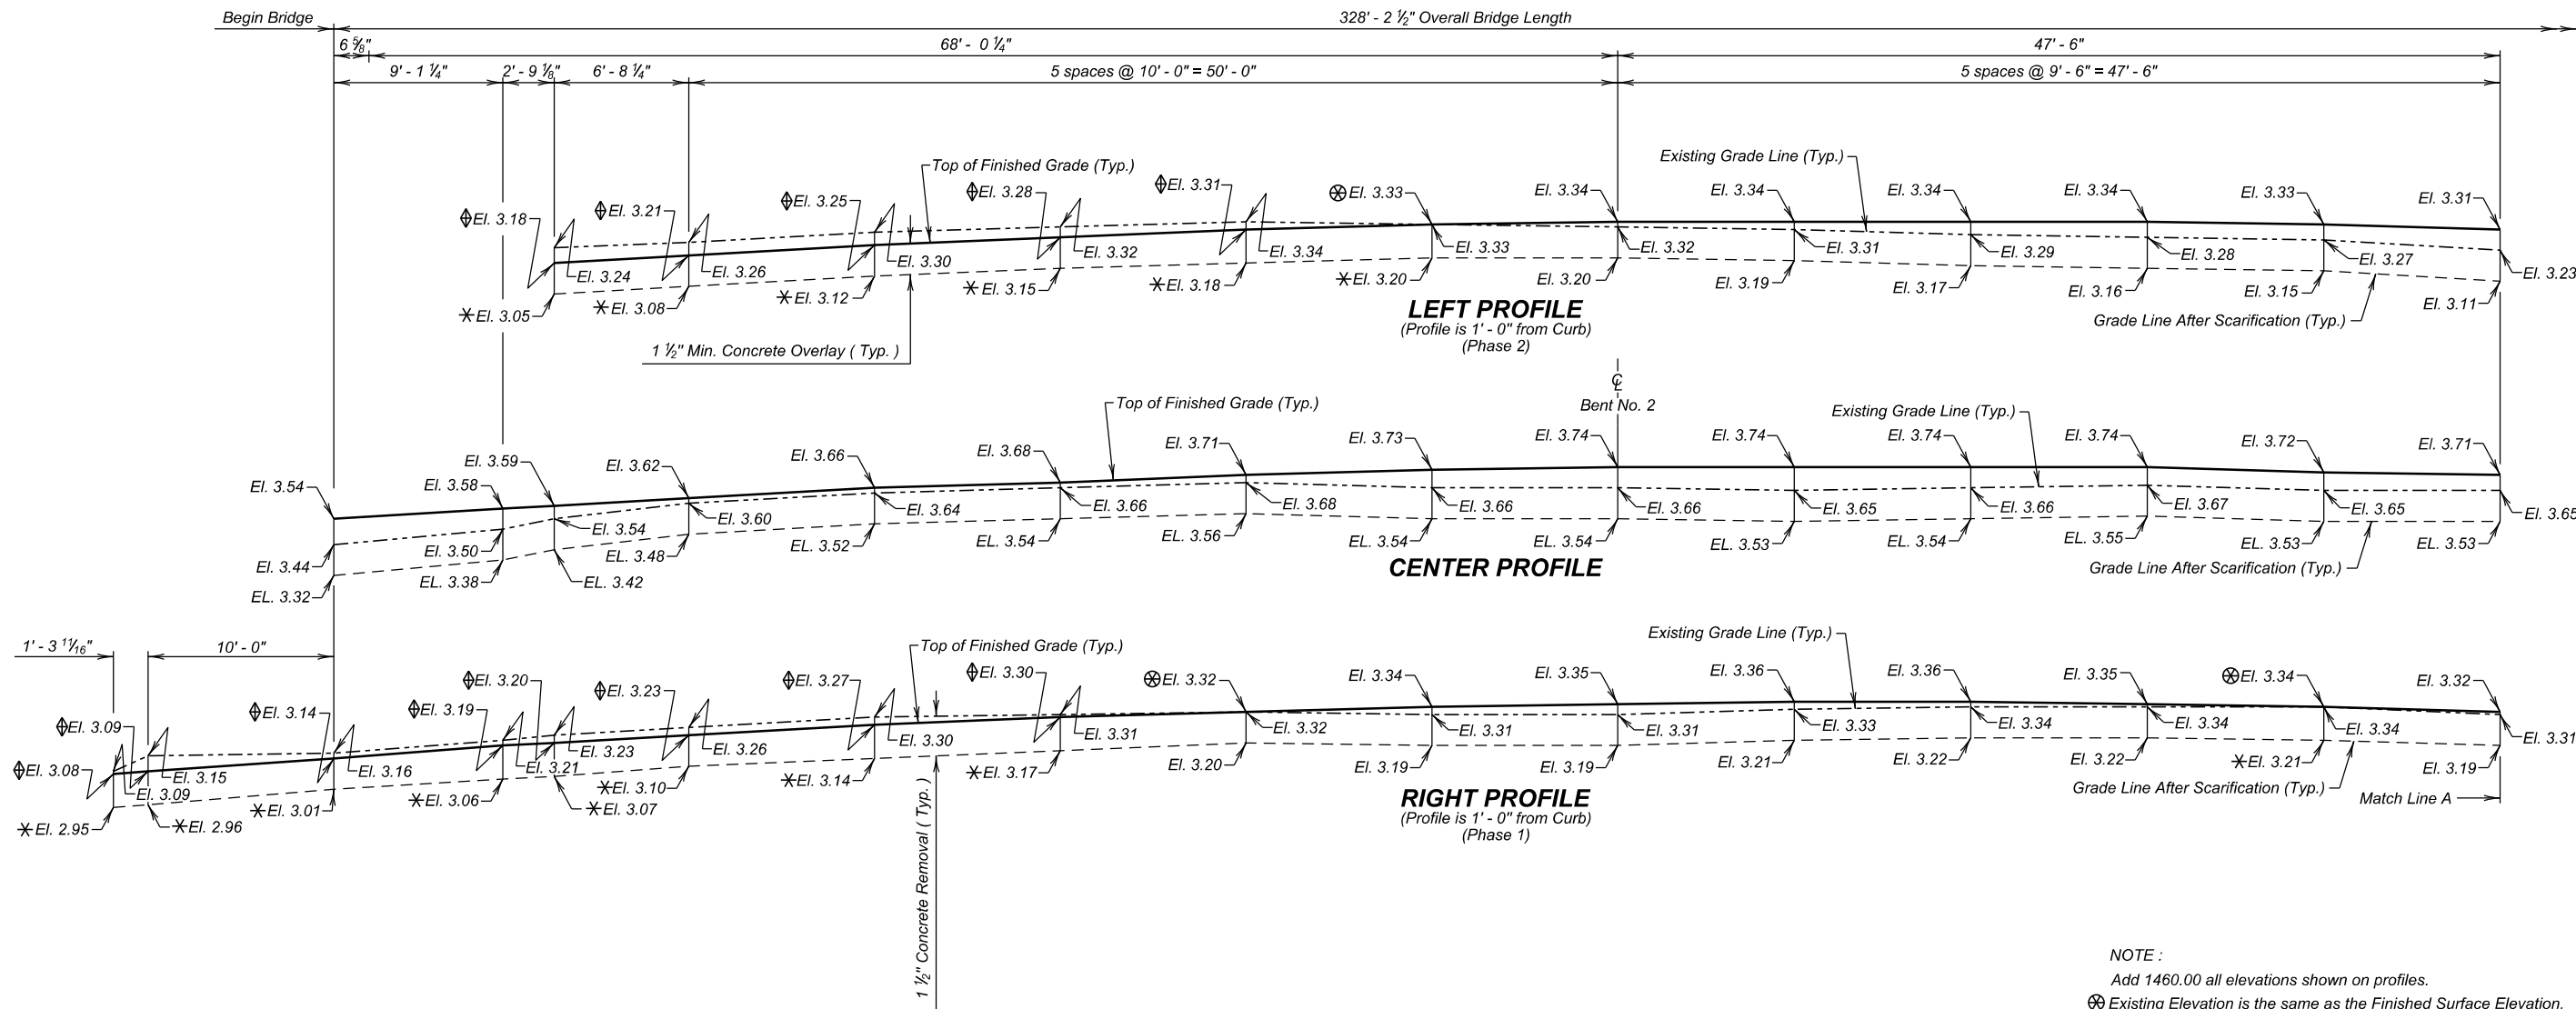 Begin Bridge
328' - 2 ½" Overall Bridge Length
6 ⅝"
68' - 0 ¼"
47' - 6"
9' - 1 ¼"
2' - 9 ⅛"
6' - 8 ¼"
5 spaces @ 10' - 0" = 50' - 0"
5 spaces @ 9' - 6" = 47' - 6"
Top of Finished Grade (Typ.)
Existing Grade Line (Typ.)
El. 3.18
El. 3.21
El. 3.25
El. 3.28
El. 3.31
El. 3.33
El. 3.34
El. 3.34
El. 3.34
El. 3.34
El. 3.33
El. 3.31
El. 3.24
El. 3.26
El. 3.30
El. 3.32
El. 3.34
El. 3.33
El. 3.32
El. 3.31
El. 3.29
El. 3.28
El. 3.27
El. 3.23
El. 3.05
El. 3.08
El. 3.12
El. 3.15
El. 3.18
El. 3.20
El. 3.20
El. 3.19
El. 3.17
El. 3.16
El. 3.15
El. 3.11
LEFT PROFILE
(Profile is 1' - 0" from Curb)
(Phase 2)
Grade Line After Scarification (Typ.)
1 ½" Min. Concrete Overlay ( Typ. )
℄
Bent No. 2
Top of Finished Grade (Typ.)
Existing Grade Line (Typ.)
El. 3.54
El. 3.58
El. 3.59
El. 3.62
El. 3.66
El. 3.68
El. 3.71
El. 3.73
El. 3.74
El. 3.74
El. 3.74
El. 3.74
El. 3.72
El. 3.71
El. 3.44
El. 3.50
El. 3.54
El. 3.60
El. 3.64
El. 3.66
El. 3.68
El. 3.66
El. 3.66
El. 3.65
El. 3.66
El. 3.67
El. 3.65
El. 3.65
EL. 3.32
EL. 3.38
EL. 3.42
EL. 3.48
EL. 3.52
EL. 3.54
EL. 3.56
EL. 3.54
EL. 3.54
EL. 3.53
EL. 3.54
EL. 3.55
EL. 3.53
EL. 3.53
CENTER PROFILE
Grade Line After Scarification (Typ.)
1' - 3 11/16"
10' - 0"
Top of Finished Grade (Typ.)
Existing Grade Line (Typ.)
El. 3.08
El. 3.09
El. 3.14
El. 3.19
El. 3.20
El. 3.23
El. 3.27
El. 3.30
El. 3.32
El. 3.34
El. 3.35
El. 3.36
El. 3.36
El. 3.35
El. 3.34
El. 3.32
El. 3.09
El. 3.15
El. 3.16
El. 3.21
El. 3.23
El. 3.26
El. 3.30
El. 3.31
El. 3.32
El. 3.31
El. 3.31
El. 3.33
El. 3.34
El. 3.34
El. 3.34
El. 3.31
El. 2.95
El. 2.96
El. 3.01
El. 3.06
El. 3.07
El. 3.10
El. 3.14
El. 3.17
El. 3.20
El. 3.19
El. 3.19
El. 3.21
El. 3.22
El. 3.22
El. 3.21
El. 3.19
RIGHT PROFILE
(Profile is 1' - 0" from Curb)
(Phase 1)
Grade Line After Scarification (Typ.)
Match Line A
1 ½" Concrete Removal ( Typ. )
NOTE :
Add 1460.00 all elevations shown on profiles.
Existing Elevation is the same as the Finished Surface Elevation.